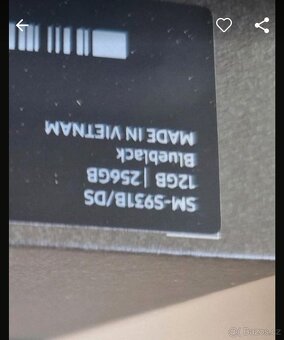 SM-S931B/DS
12GB | 256GB
Blueblack
MADE IN VIETNAM